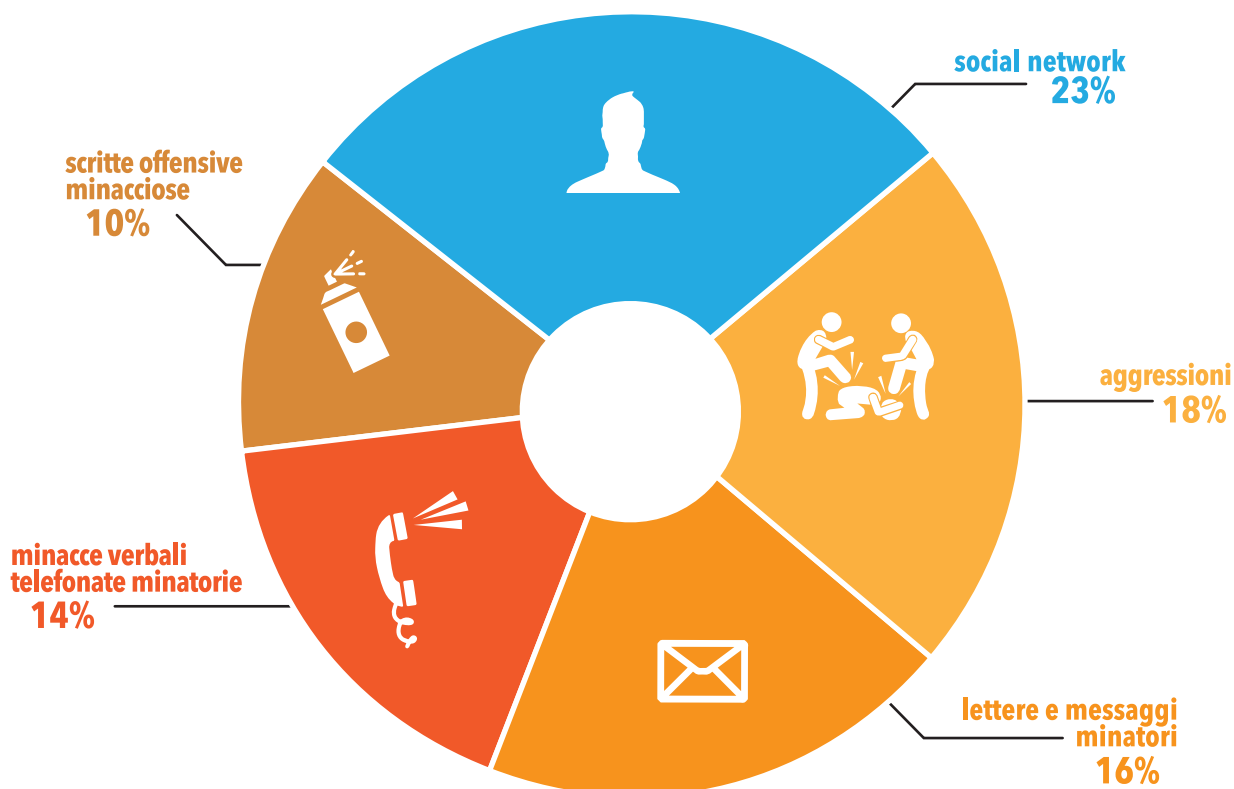 social network
23%
aggressioni
18%
lettere e messaggi
minatori
16%
minacce verbali
telefonate minatorie
14%
scritte offensive
minacciose
10%